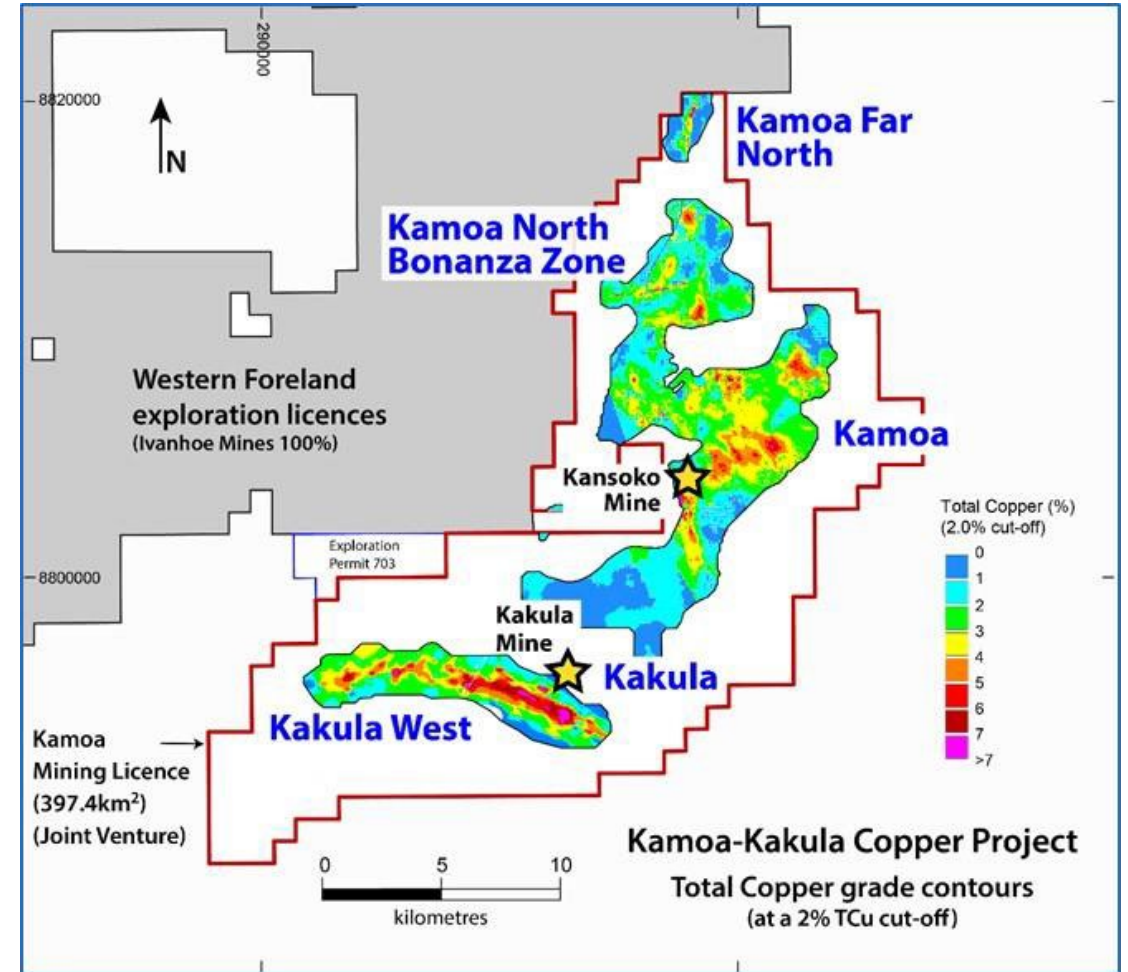 290000
8820000
N
Kamoa Far
North
Kamoa North
Bonanza Zone
Western Foreland
exploration licences
(Ivanhoe Mines 100%)
Kamoa
Kansoko
Mine
Total Copper (%)
(2.0% cut-off)
0
1
2
3
4
5
6
7
>7
Exploration
Permit 703
8800000
Kakula
Mine
Kakula
Kakula West
Kamoa
Mining Licence
(397.4km²)
(Joint Venture)
0 5 10
kilometres
Kamoa-Kakula Copper Project
Total Copper grade contours
(at a 2% TCu cut-off)